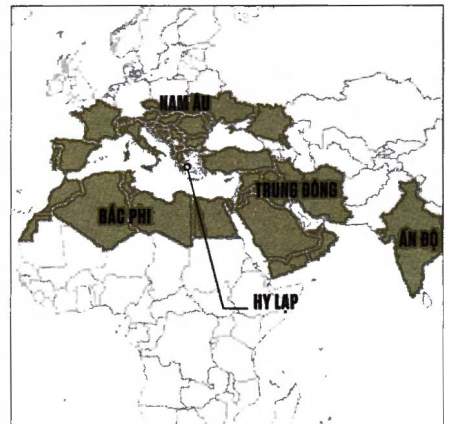 NAM ÂU
TRUNG ĐÔNG
BẮC PHI
ẤN ĐỘ
HY LẠP